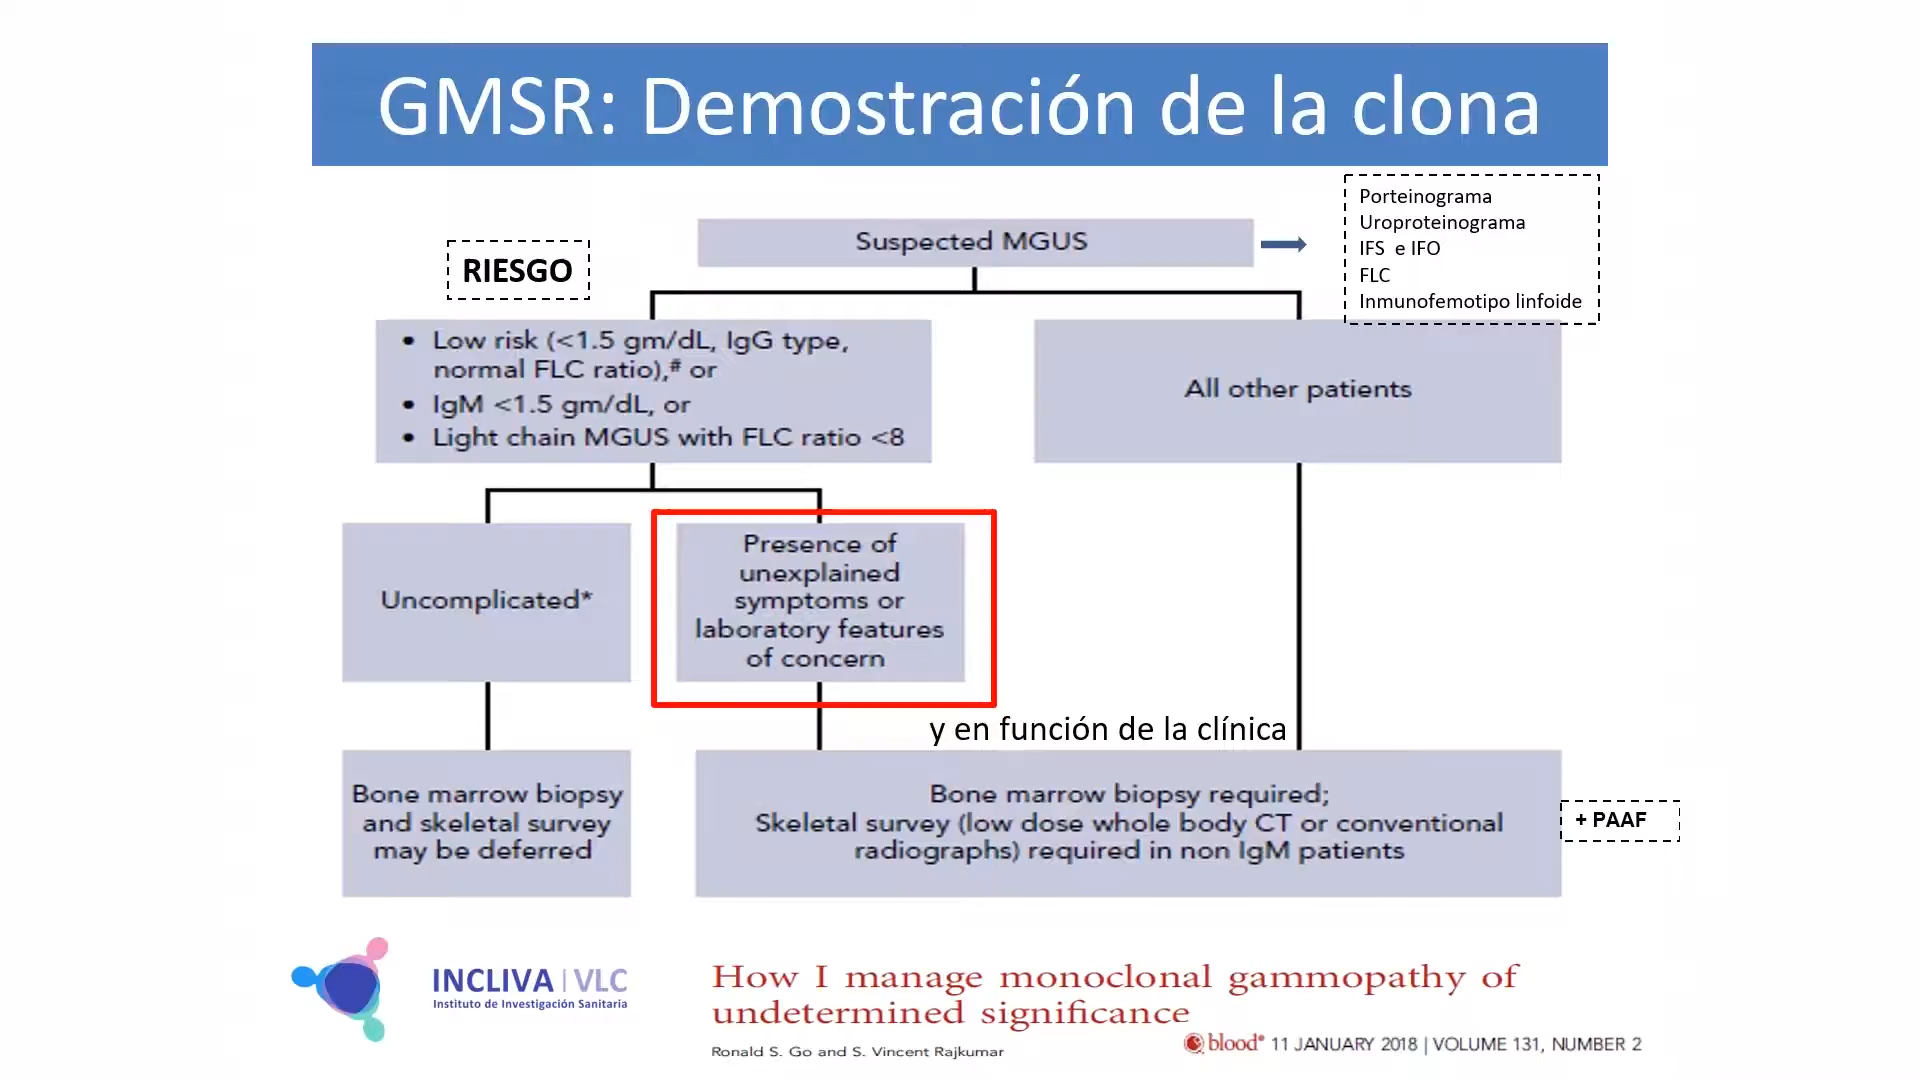 GMSR: Demostración de la clona
Porteinograma
Uroproteinograma
IFS e IFO
FLC
Inmunofemotipo linfoide
Suspected MGUS
RIESGO
• Low risk (<1.5 gm/dL, IgG type,
normal FLC ratio),# or
• IgM <1.5 gm/dL, or
• Light chain MGUS with FLC ratio <8
All other patients
Uncomplicated*
Presence of
unexplained
symptoms or
laboratory features
of concern
y en función de la clínica
Bone marrow biopsy
and skeletal survey
may be deferred
Bone marrow biopsy required;
Skeletal survey (low dose whole body CT or conventional
radiographs) required in non IgM patients
+ PAAF
INCLIVA | VLC
Instituto de Investigación Sanitaria
How I manage monoclonal gammopathy of
undetermined significance
Ronald S. Go and S. Vincent Rajkumar
blood® 11 JANUARY 2018 | VOLUME 131, NUMBER 2